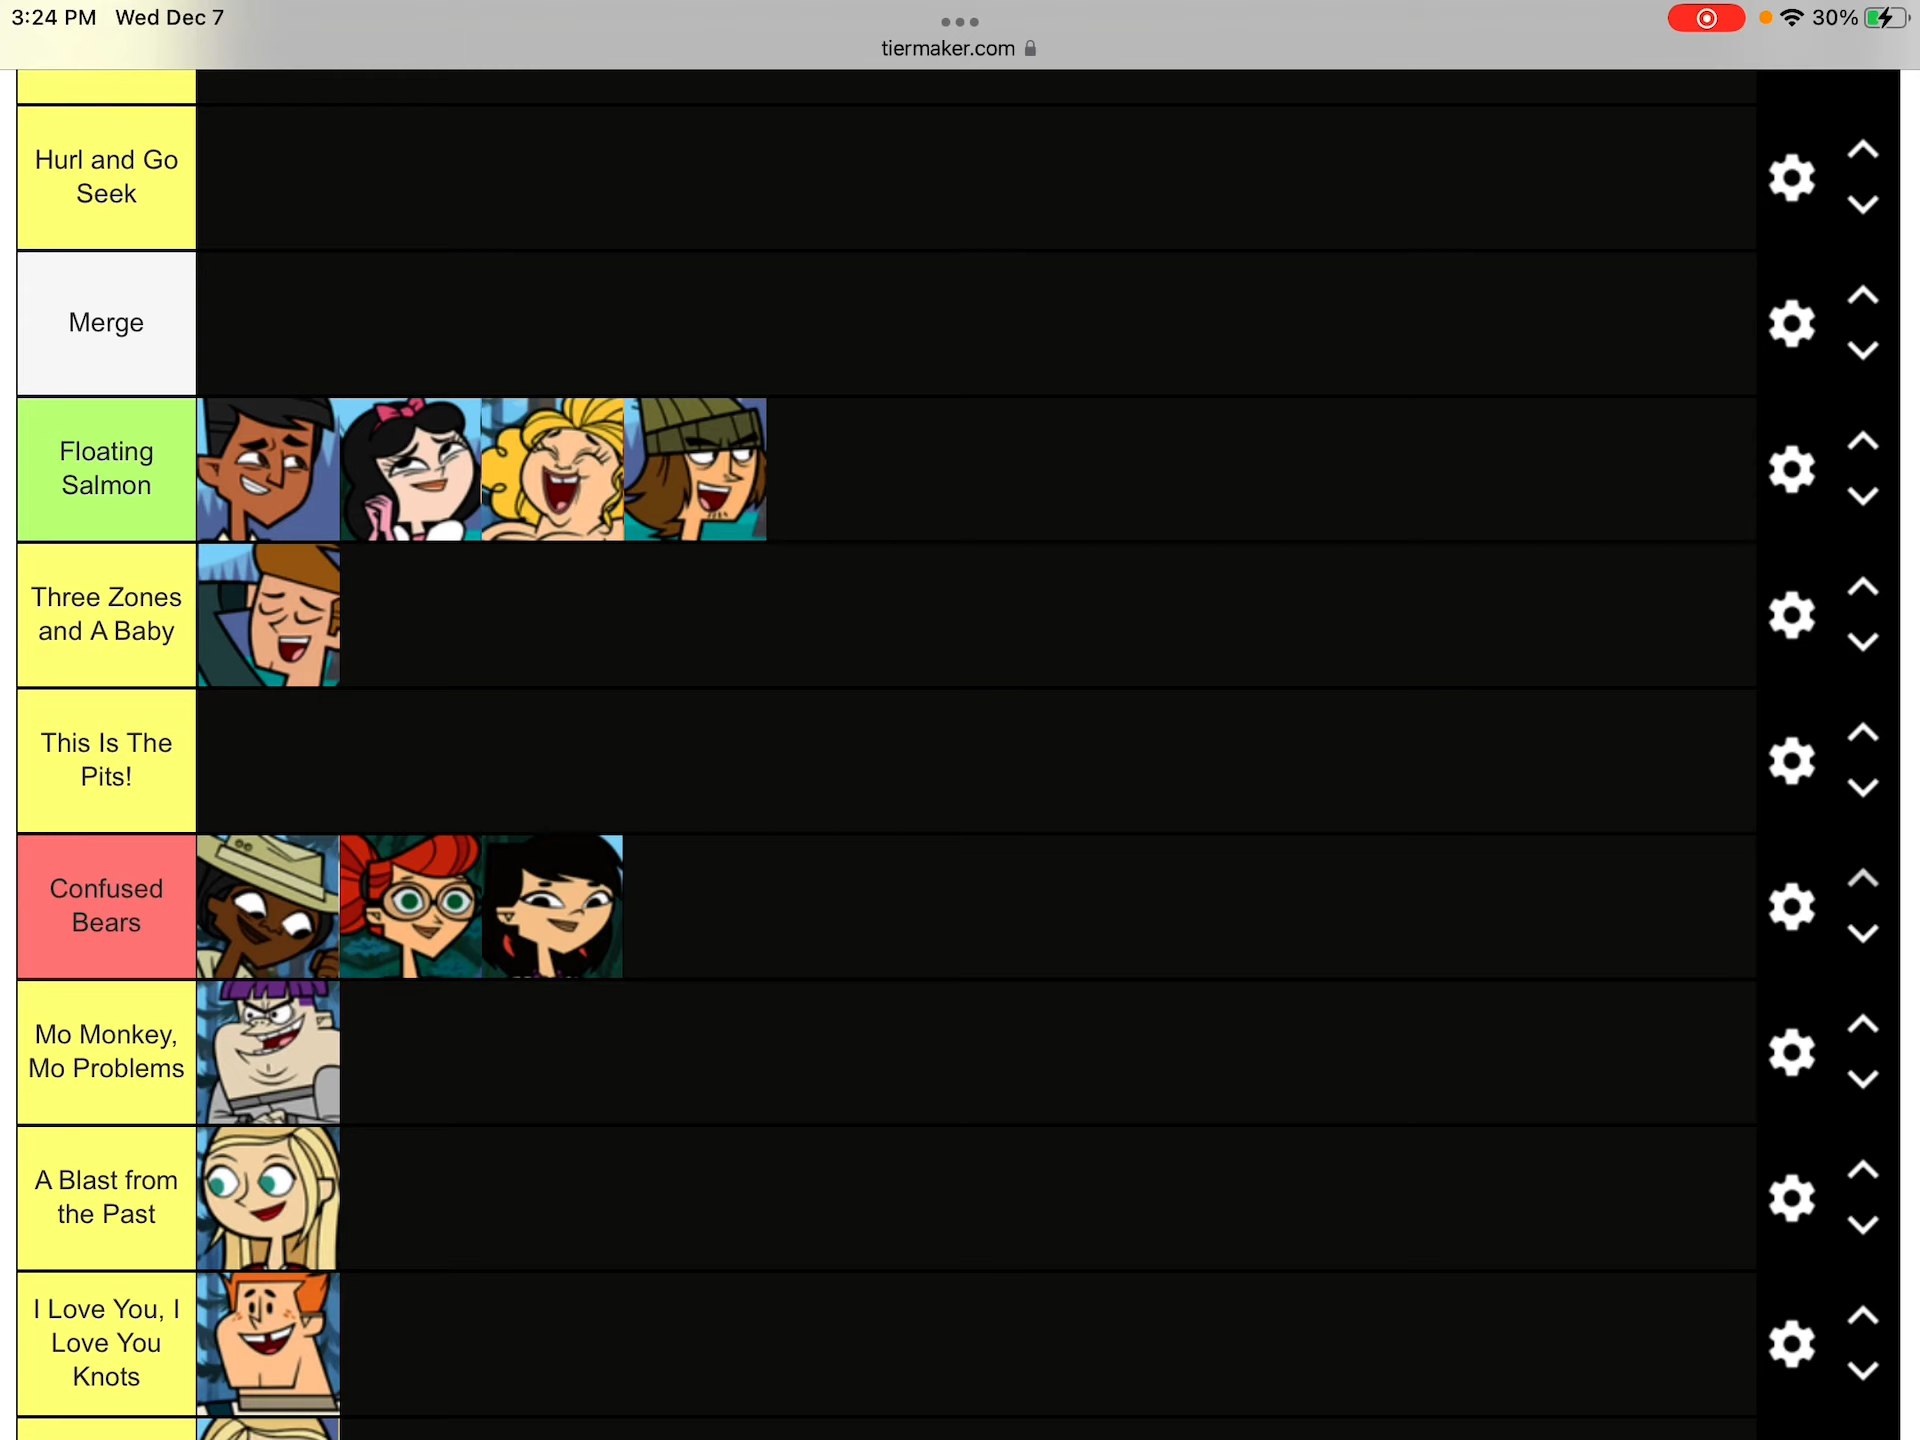 3:24 PM Wed Dec 7
30%
tiermaker.com
Hurl and Go
Seek
Merge
Floating
Salmon
Three Zones
and A Baby
This Is The
Pits!
Confused
Bears
Mo Monkey,
Mo Problems
A Blast from
the Past
I Love You, I
Love You
Knots